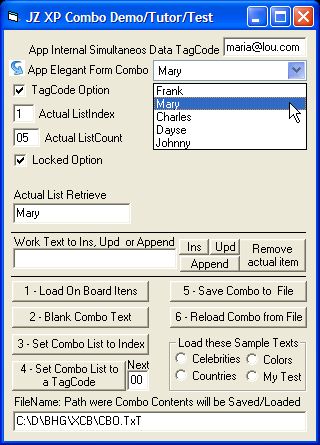 JZ XP Combo Demo/Tutor/Test
App Internal Simultaneos Data TagCode
maria@lou.com
App Elegant Form Combo
Mary
TagCode Option
Frank
Mary
Charles
Dayse
Johnny
1
Actual ListIndex
05
Actual ListCount
Locked Option
Actual List Retrieve
Mary
Work Text to Ins, Upd or Append
Ins
Upd
Append
Remove
actual item
1 - Load On Board Itens
5 - Save Combo to File
2 - Blank Combo Text
6 - Reload Combo from File
3 - Set Combo List to Index
Load these Sample Texts
Celebrities
Colors
Countries
My Test
4 - Set Combo List to
a TagCode
Next
00
FileName: Path were Combo Contents will be Saved/Loaded
C:\D\BHG\XCB\CBO.TxT